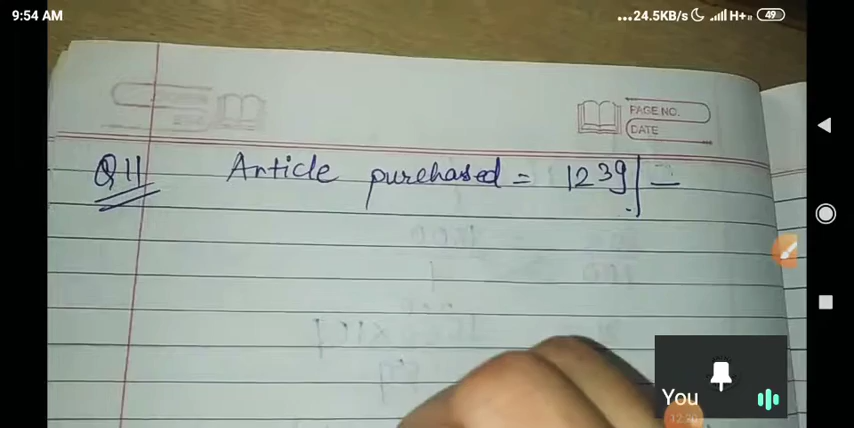 9:54 AM
...24.5KB/s H+ 49
PAGE NO.
DATE
Q11 Article purchased = 1239/-
You